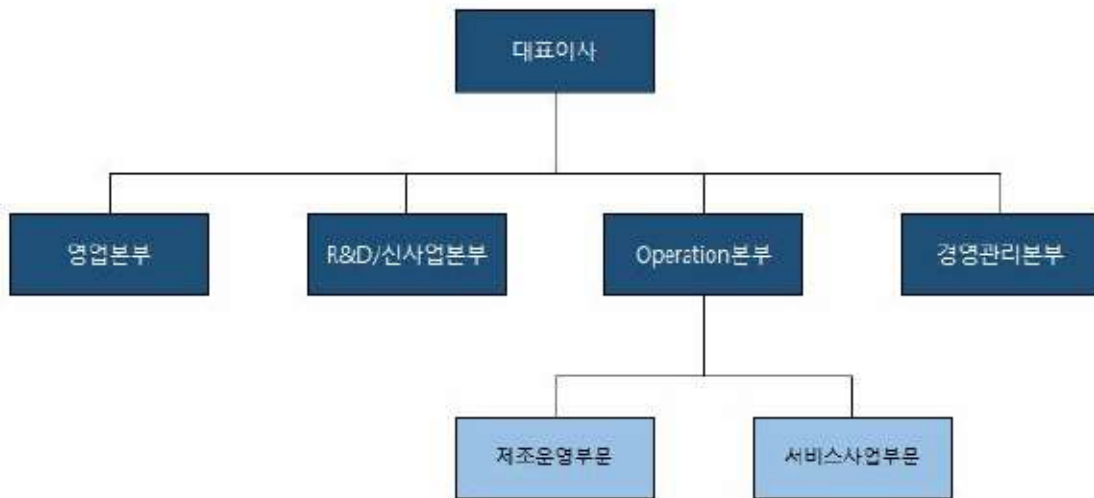 대표이사
영업본부
R&D/신사업본부
Operation본부
경영관리본부
제조운영부문
서비스사업부문